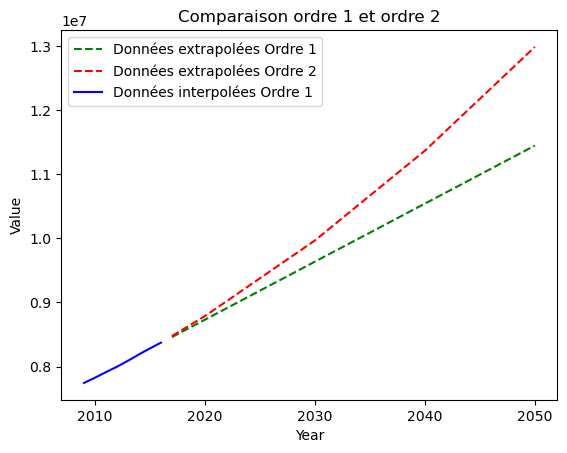 Comparaison ordre 1 et ordre 2
1e7
Données extrapolées Ordre 1
Données extrapolées Ordre 2
Données interpolées Ordre 1
1.3
1.2
1.1
1.0
0.9
0.8
Value
2010 2020 2030 2040 2050
Year